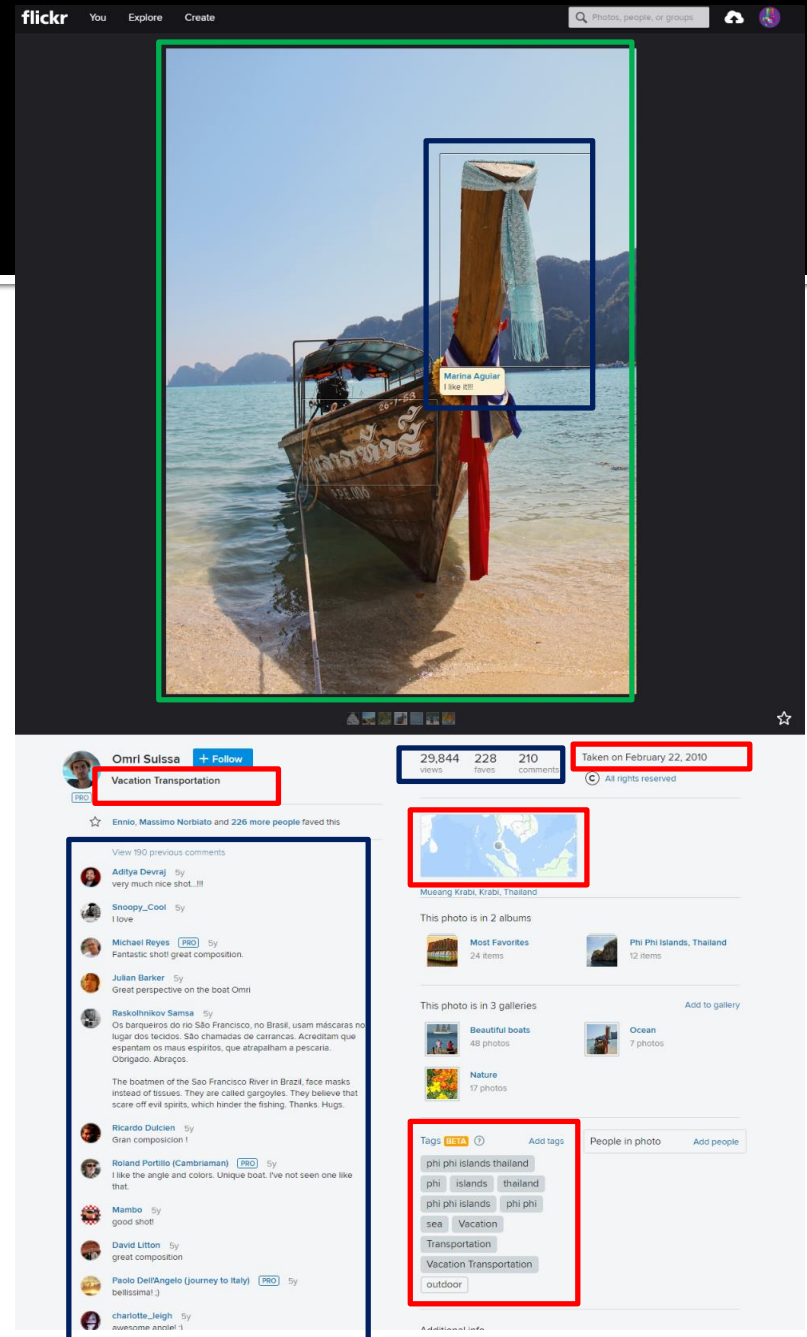 flickr You Explore Create
Photos, people, or groups
26-1-53
P.P.E.006
Marina Aguiar
I like it!!!
Omri Suissa + Follow
Vacation Transportation
PRO
Ennio, Massimo Norbiato and 226 more people faved this
View 190 previous comments
Aditya Devraj 5y
very much nice shot...!!!
Snoopy_Cool 5y
I love
Michael Reyes PRO 5y
Fantastic shot! great composition.
Julian Barker 5y
Great perspective on the boat Omri
Raskolhnikov Samsa 5y
Os barqueiros do rio São Francisco, no Brasil, usam máscaras no
lugar dos tecidos. São chamadas de carrancas. Acreditam que
espantam os maus espíritos, que atrapalham a pescaria.
Obrigado. Abraços.
The boatmen of the Sao Francisco River in Brazil, face masks
instead of tissues. They are called gargoyles. They believe that
scare off evil spirits, which hinder the fishing. Thanks. Hugs.
Ricardo Dulcien 5y
Gran composicion !
Roland Portillo (Cambriaman) PRO 5y
I like the angle and colors. Unique boat. I've not seen one like
that.
Mambo 5y
good shot!
David Litton 5y
great composition
Paolo Dell'Angelo (journey to Italy) PRO 5y
bellissima! ;)
charlotte_leigh 5y
awesome angle! :)
29,844 228 210
views faves comments
Taken on February 22, 2010
C All rights reserved
Mueang Krabi, Krabi, Thailand
This photo is in 2 albums
Most Favorites
24 items
Phi Phi Islands, Thailand
12 items
This photo is in 3 galleries Add to gallery
Beautiful boats
48 photos
Ocean
7 photos
Nature
17 photos
Tags BETA ? Add tags
phi phi islands thailand
phi islands thailand
phi phi islands phi phi
sea Vacation
Transportation
Vacation Transportation
outdoor
People in photo Add people
Additional info